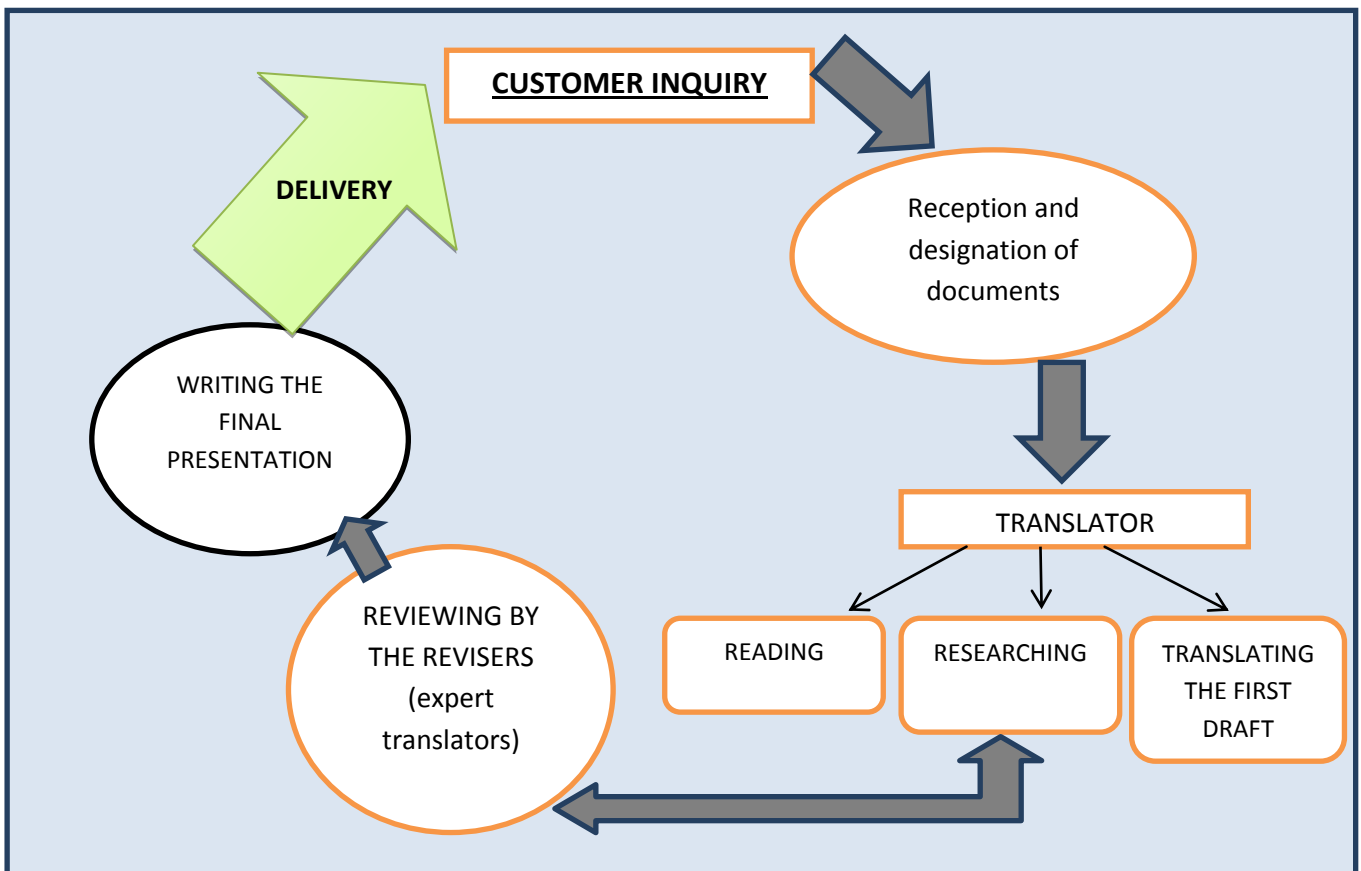 CUSTOMER INQUIRY
DELIVERY
Reception and
designation of
documents
WRITING THE
FINAL
PRESENTATION
TRANSLATOR
REVIEWING BY
THE REVISERS
(expert
translators)
READING
RESEARCHING
TRANSLATING
THE FIRST
DRAFT